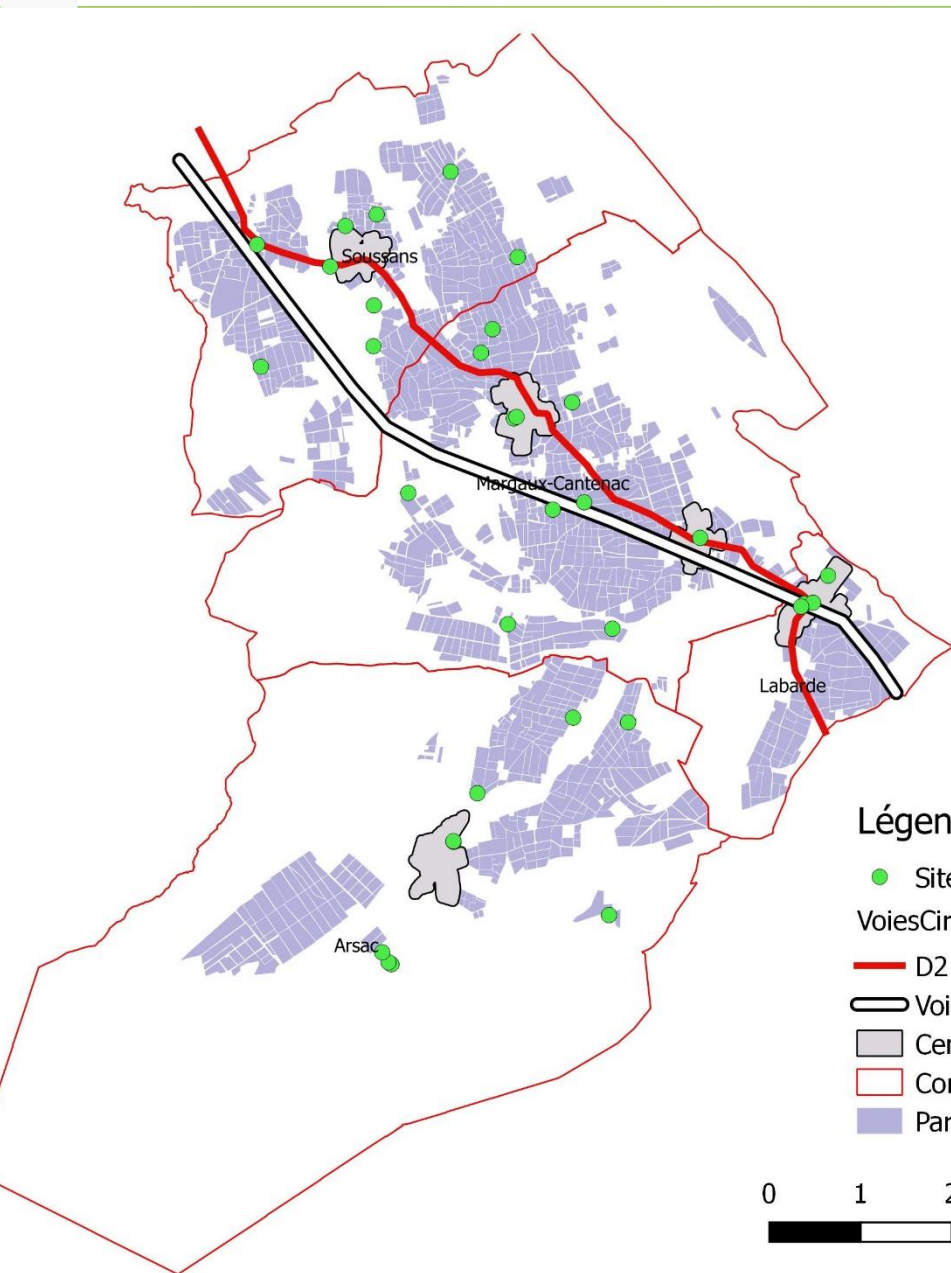 Soussans
Margaux-Cantenac
Labarde
Arsac
Légen
Site
VoiesCir
D2
Voi
Cer
Cor
Par
0 1 2